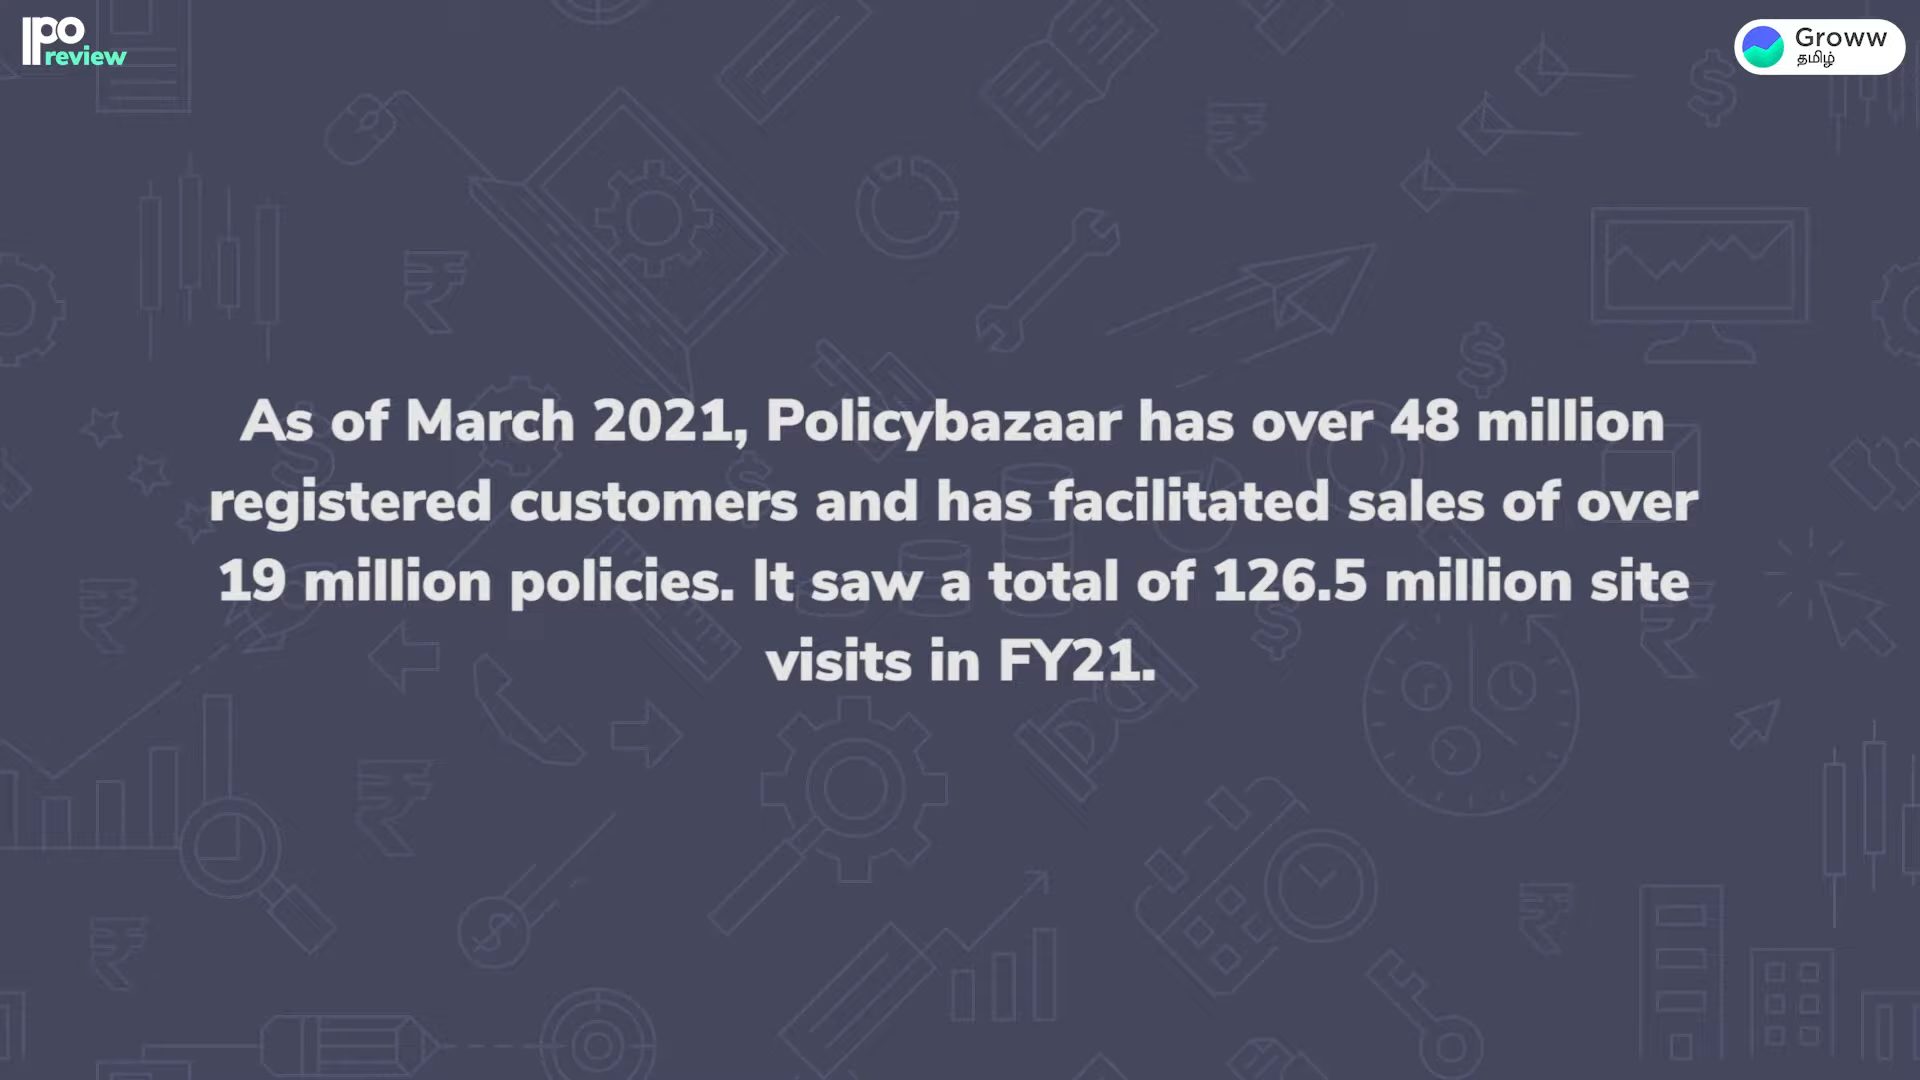 IPO
review
Groww
தமிழ்
As of March 2021, Policybazaar has over 48 million
registered customers and has facilitated sales of over
19 million policies. It saw a total of 126.5 million site
visits in FY21.